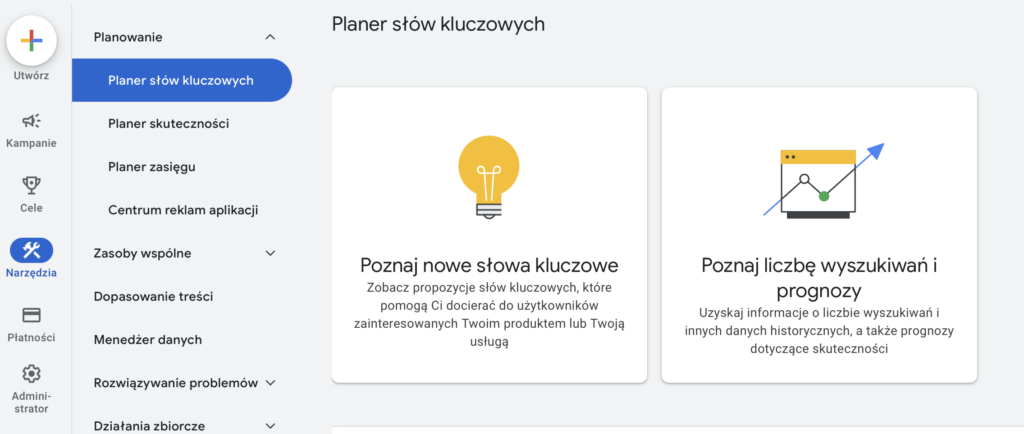 Utwórz
Kampanie
Cele
Narzędzia
Płatności
Admini-
strator
Planowanie
Planer słów kluczowych
Planer skuteczności
Planer zasięgu
Centrum reklam aplikacji
Zasoby wspólne
Dopasowanie treści
Menedżer danych
Rozwiązywanie problemów
Działania zbiorcze
Planer słów kluczowych
Poznaj nowe słowa kluczowe
Zobacz propozycje słów kluczowych, które
pomogą Ci docierać do użytkowników
zainteresowanych Twoim produktem lub Twoją
usługą
Poznaj liczbę wyszukiwań i
prognozy
Uzyskaj informacje o liczbie wyszukiwań i
innych danych historycznych, a także prognozy
dotyczące skuteczności